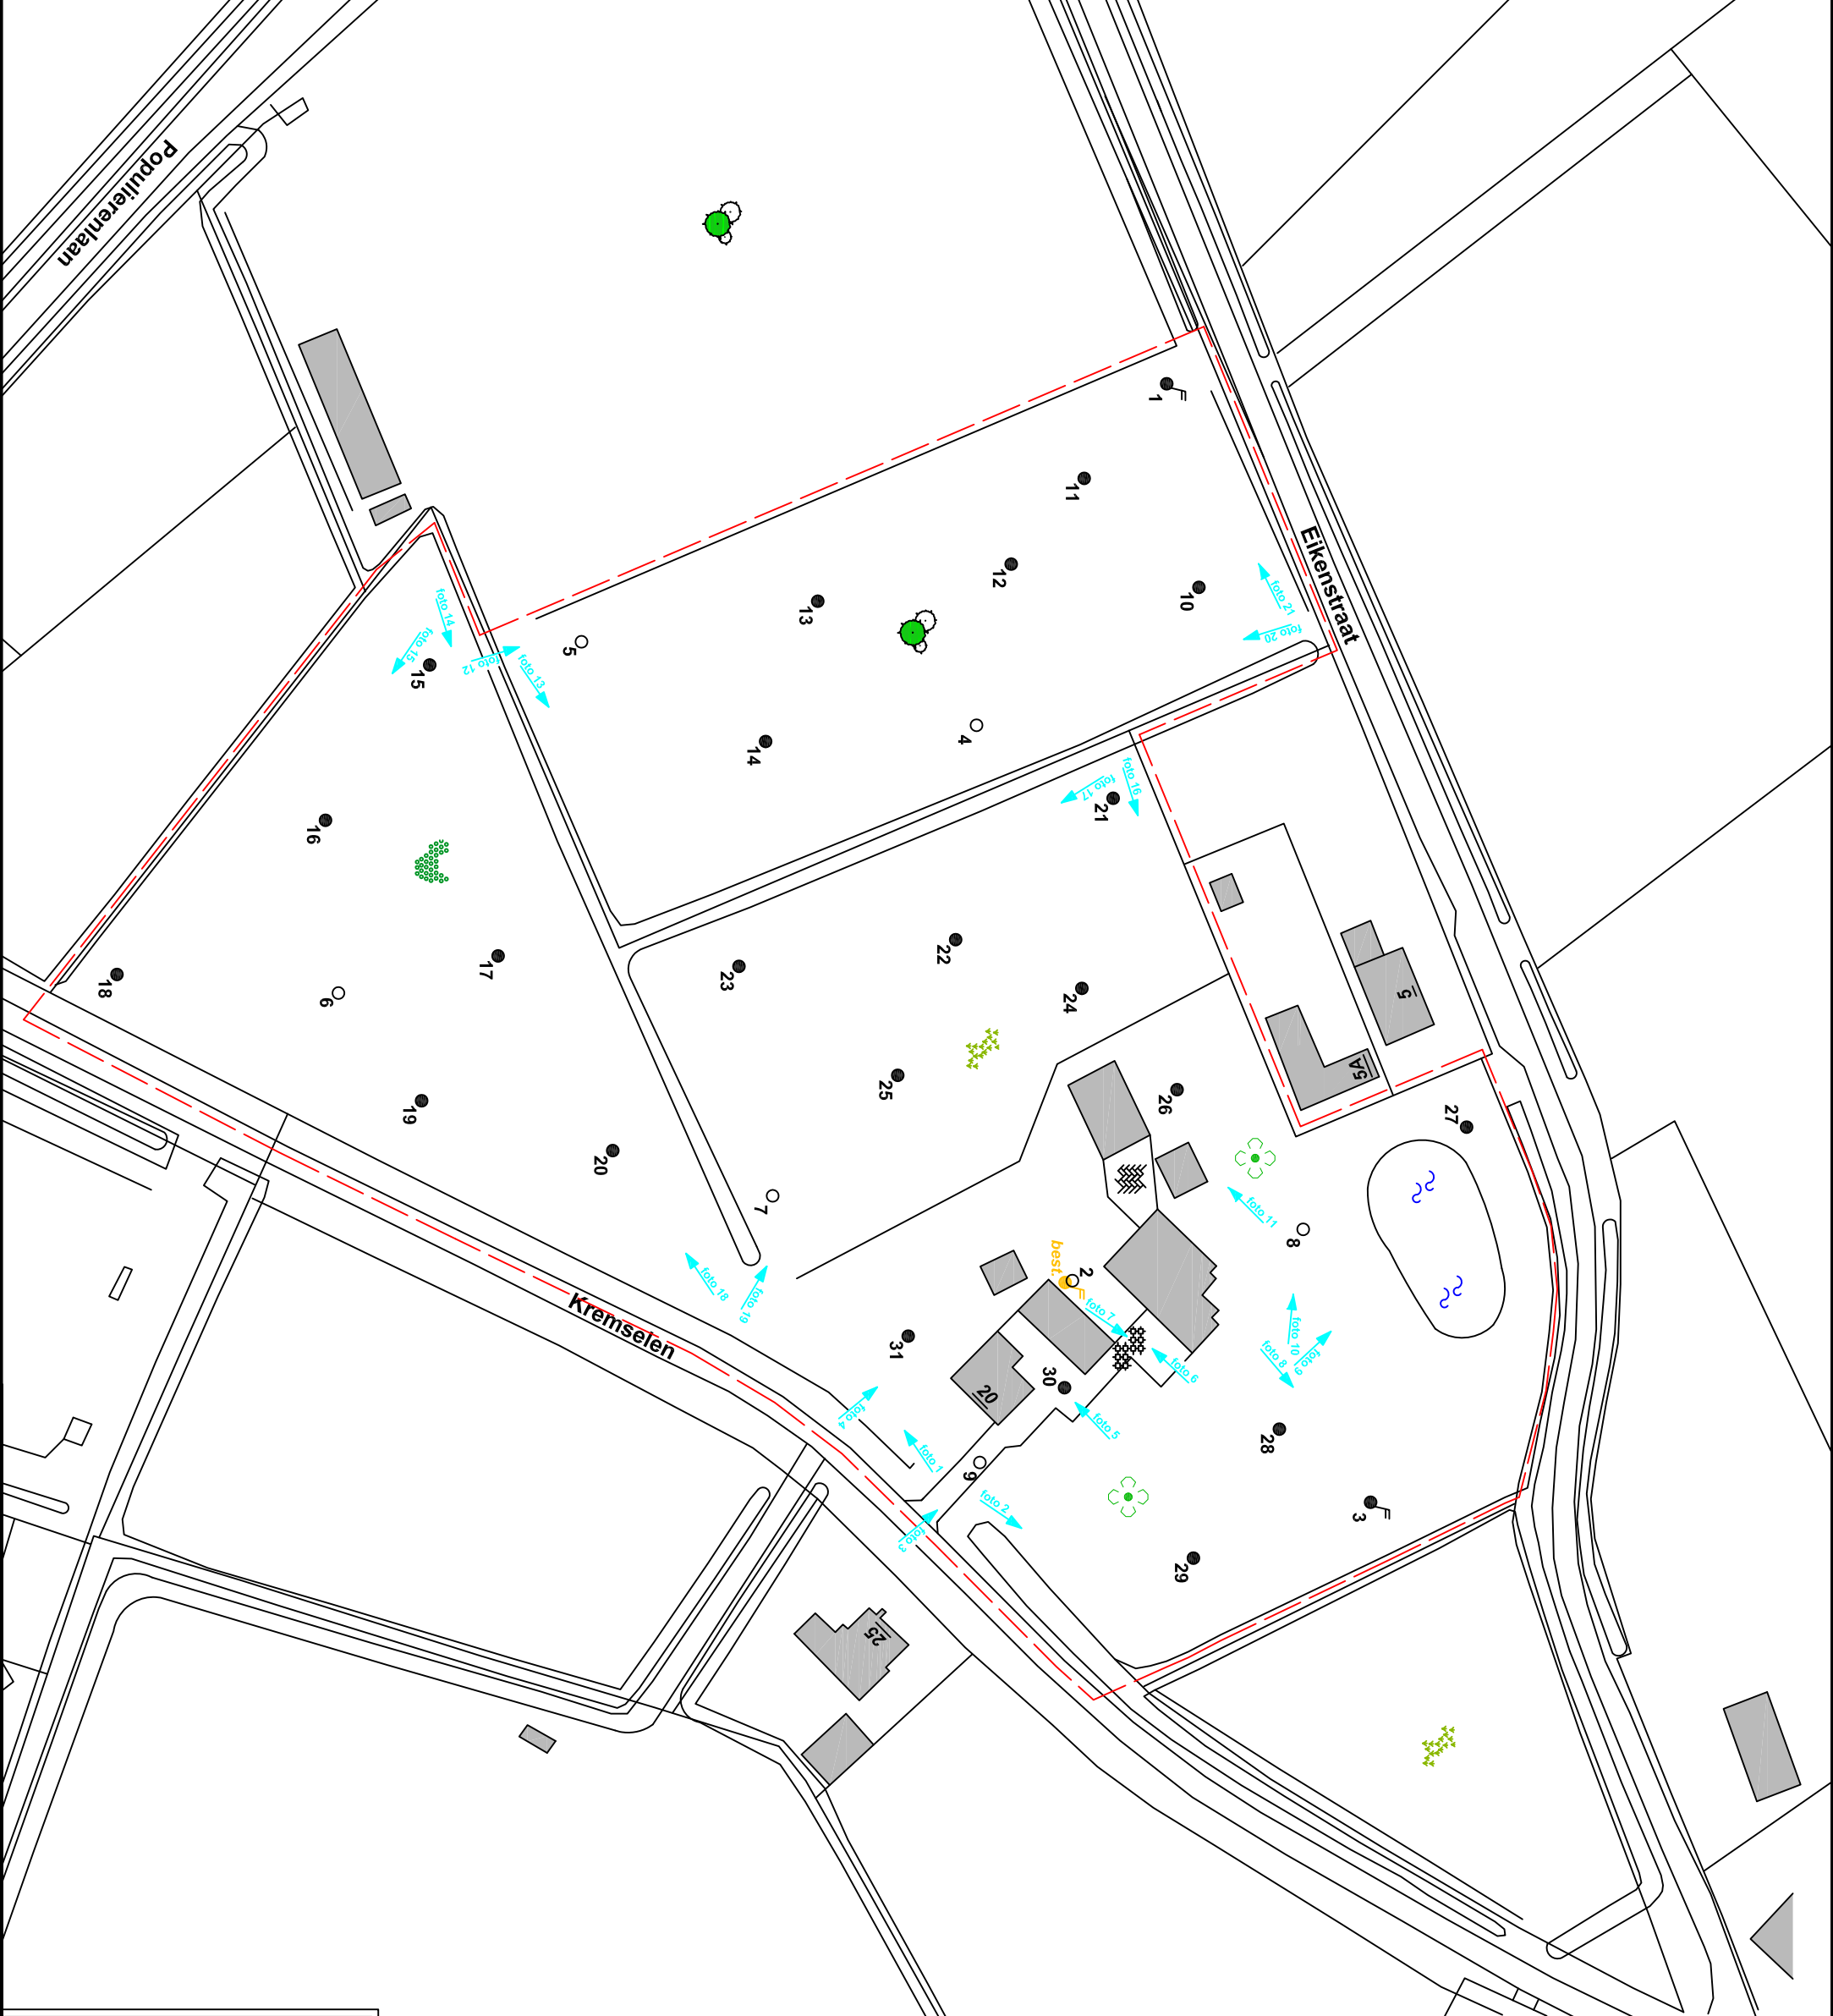 Populierenlaan
Eikenstraat
Kremselen
1
11
12
10
13
5
4
14
15
16
17
18
6
19
20
7
21
22
23
24
25
26
27
8
2
best.
31
30
9
28
3
29
5
5A
20
25
foto 21
foto 20
foto 14
foto 15
foto 12
foto 13
foto 16
foto 17
foto 11
foto 18
foto 19
foto 7
foto 6
foto 10
foto 9
foto 8
foto 5
foto 4
foto 1
foto 2
foto 3